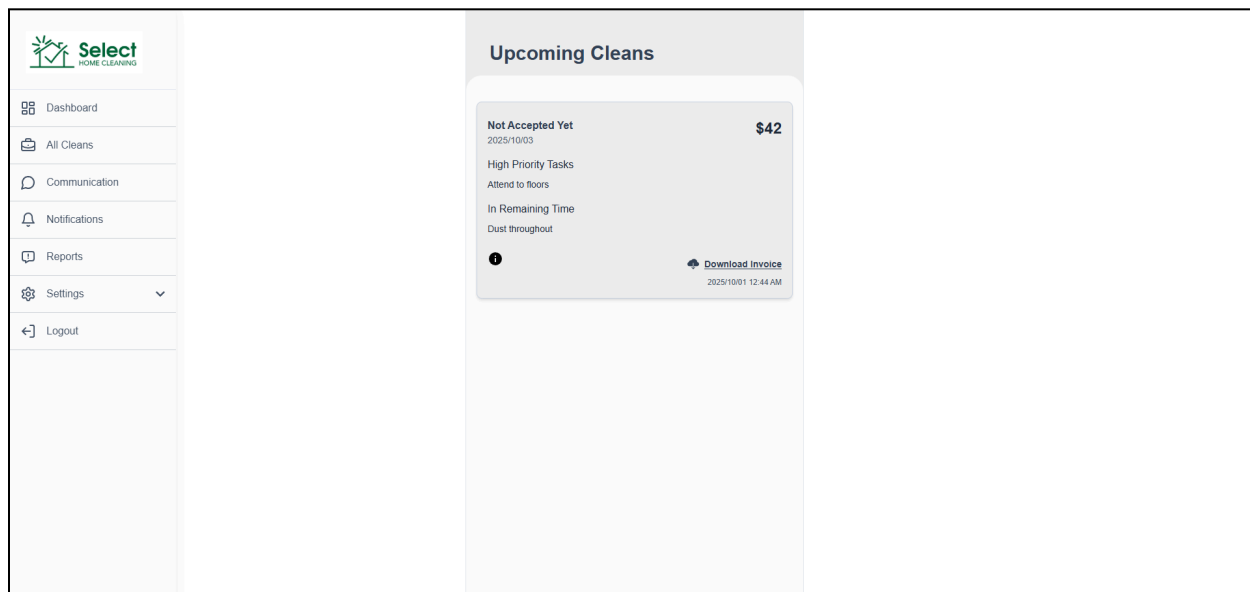 Select
HOME CLEANING
Dashboard
All Cleans
Communication
Notifications
Reports
Settings
Logout
Upcoming Cleans
Not Accepted Yet
$42
2025/10/03
High Priority Tasks
Attend to floors
In Remaining Time
Dust throughout
Download Invoice
2025/10/01 12:44 AM